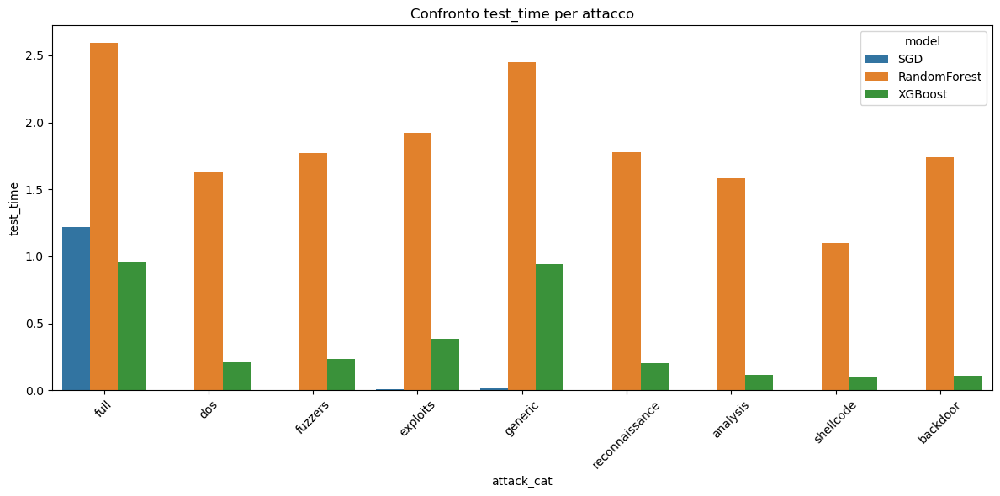 Confronto test_time per attacco
model
SGD
RandomForest
XGBoost
test_time
2.5
2.0
1.5
1.0
0.5
0.0
full
dos
fuzzers
exploits
generic
reconnaissance
analysis
shellcode
backdoor
attack_cat